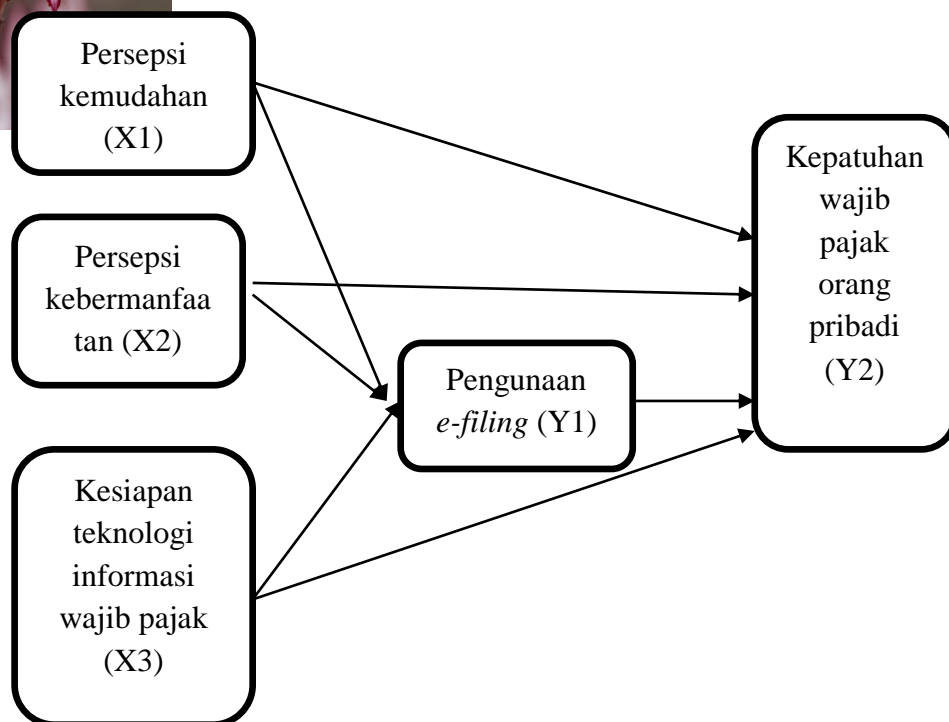 Persepsi
kemudahan
(X1)
Persepsi
kebermanfaa
tan (X2)
Kesiapan
teknologi
informasi
wajib pajak
(X3)
Pengunaan
e-filing (Y1)
Kepatuhan
wajib
pajak
orang
pribadi
(Y2)